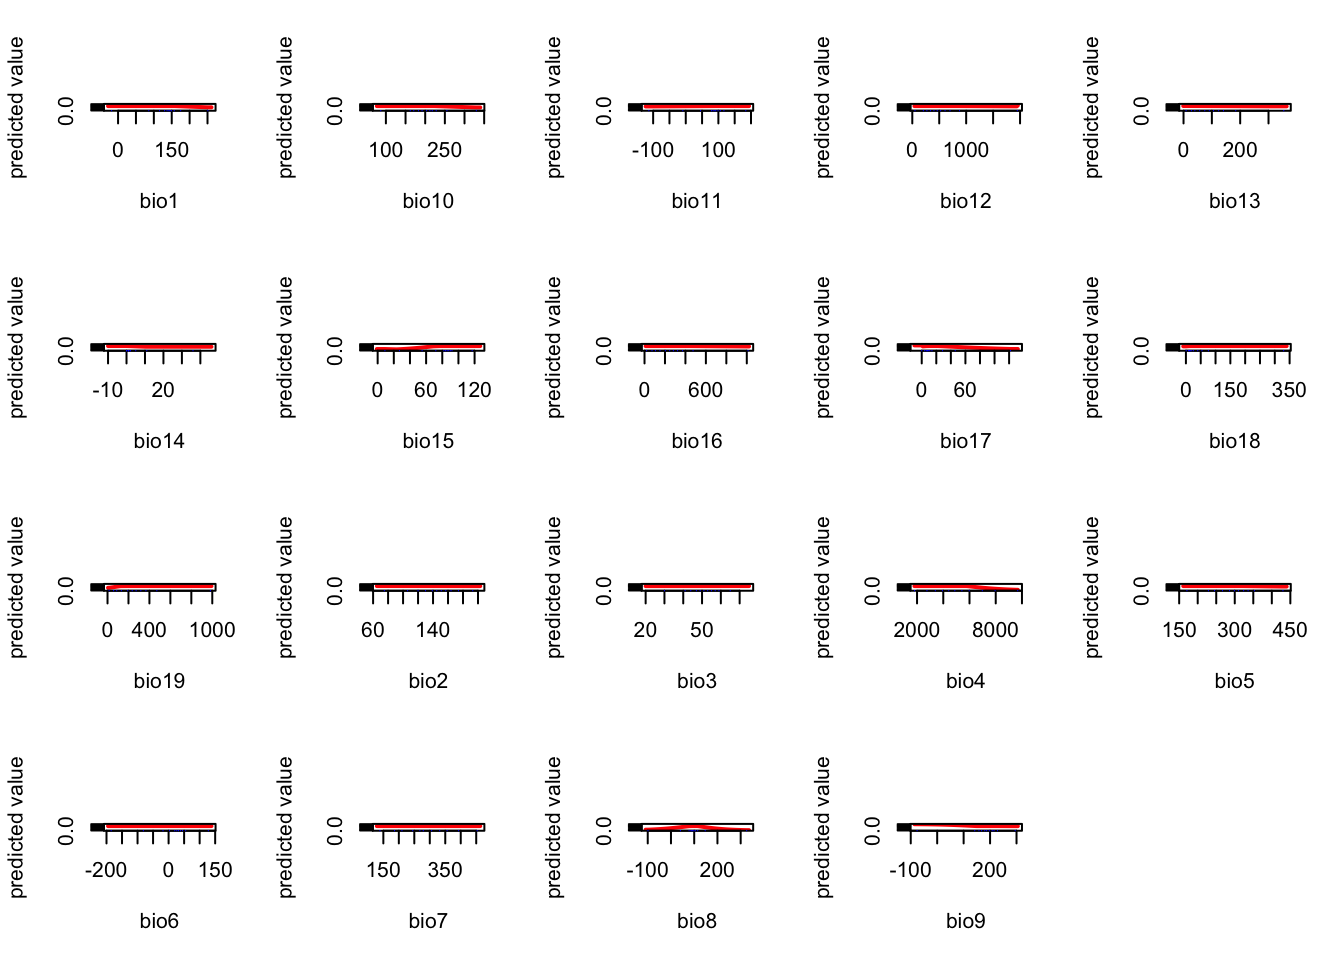 predicted value
0.0
0 150
bio1
predicted value
0.0
100 250
bio10
predicted value
0.0
-100 100
bio11
predicted value
0.0
0 1000
bio12
predicted value
0.0
0 200
bio13
predicted value
0.0
-10 20
bio14
predicted value
0.0
0 60 120
bio15
predicted value
0.0
0 600
bio16
predicted value
0.0
0 60
bio17
predicted value
0.0
0 150 350
bio18
predicted value
0.0
0 400 1000
bio19
predicted value
0.0
60 140
bio2
predicted value
0.0
20 50
bio3
predicted value
0.0
2000 8000
bio4
predicted value
0.0
150 300 450
bio5
predicted value
0.0
-200 0 150
bio6
predicted value
0.0
150 350
bio7
predicted value
0.0
-100 200
bio8
predicted value
0.0
-100 200
bio9